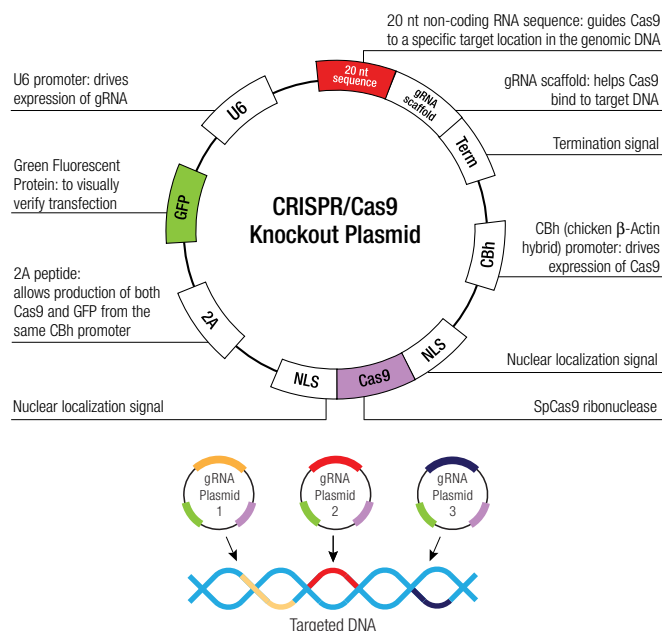 20 nt non-coding RNA sequence: guides Cas9
to a specific target location in the genomic DNA
U6 promoter: drives
expression of gRNA
20 nt
sequence
gRNA
scaffold
gRNA scaffold: helps Cas9
bind to target DNA
U6
Term
Termination signal
Green Fluorescent
Protein: to visually
verify transfection
GFP
CRISPR/Cas9
Knockout Plasmid
CBh
CBh (chicken β-Actin
hybrid) promoter: drives
expression of Cas9
2A peptide:
allows production of both
Cas9 and GFP from the
same CBh promoter
2A
NLS
Cas9
NLS
Nuclear localization signal
Nuclear localization signal
SpCas9 ribonuclease
gRNA
Plasmid
1
gRNA
Plasmid
2
gRNA
Plasmid
3
Targeted DNA